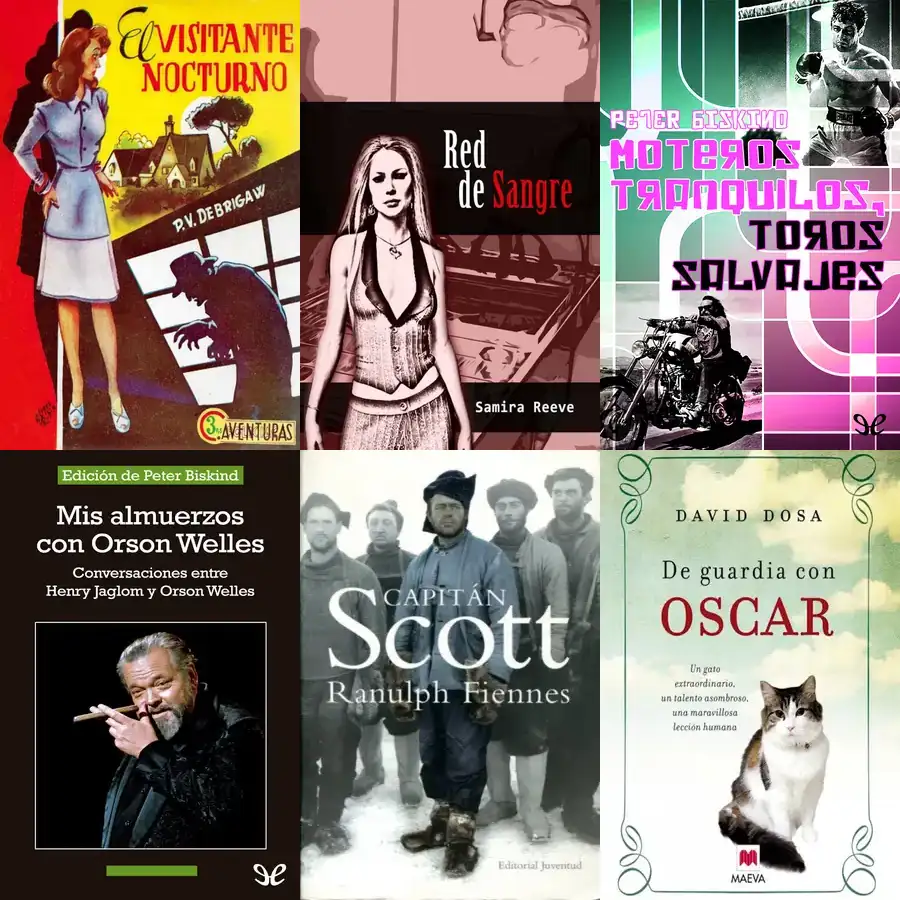 El VISITANTE
NOCTURNO
P.V. DEBRIGAW
3 ptas AVENTURAS
Red
de Sangre
Samira Reeve
PETER BISKIND
MOTEROS
TRANQUILOS,
TOROS
SALVAJES
Edición de Peter Biskind
Mis almuerzos
con Orson Welles
Conversaciones entre
Henry Jaglom y Orson Welles
CAPITÁN
Scott
Ranulph Fiennes
Editorial Juventud
DAVID DOSA
De guardia con
OSCAR
Un gato
extraordinario,
un talento asombroso,
una maravillosa
lección humana
MAEVA